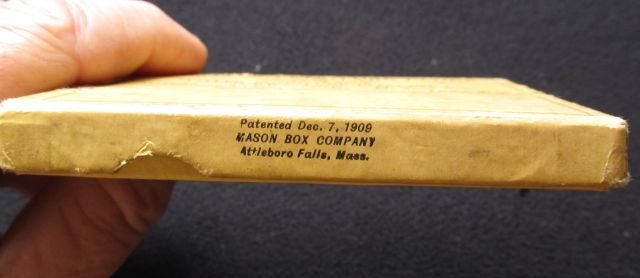 Patented Dec. 7, 1909
MASON BOX COMPANY
Attleboro Falls, Mass.